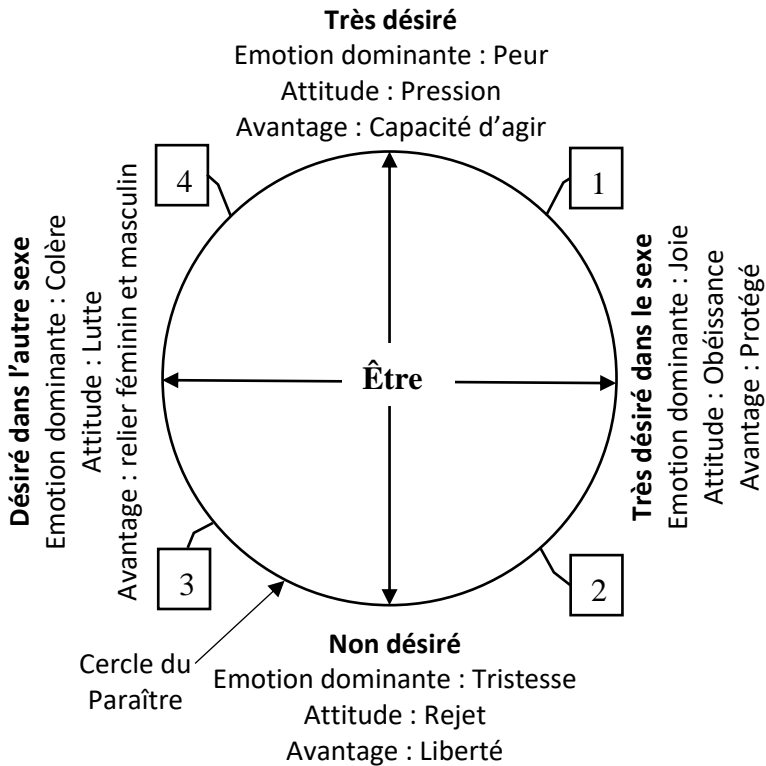 Très désiré
Emotion dominante : Peur
Attitude : Pression
Avantage : Capacité d’agir
4
1
Désiré dans l’autre sexe
Emotion dominante : Colère
Attitude : Lutte
Avantage : relier féminin et masculin
Être
Très désiré dans le sexe
Emotion dominante : Joie
Attitude : Obéissance
Avantage : Protégé
3
2
Cercle du
Paraître
Non désiré
Emotion dominante : Tristesse
Attitude : Rejet
Avantage : Liberté